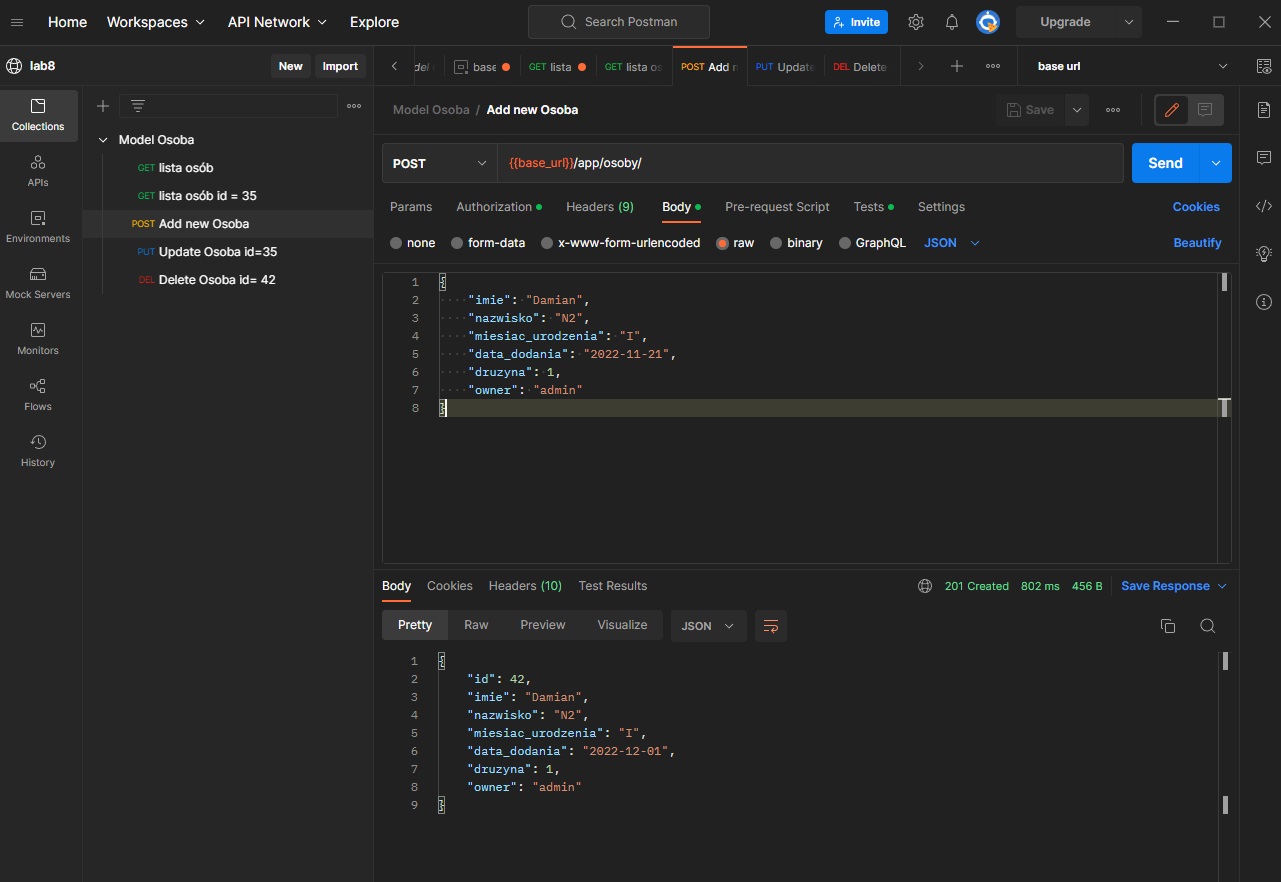 Home Workspaces API Network Explore Search Postman Invite Upgrade
lab8 New Import
base GET lista GET lista os POST Add n PUT Update DEL Delete base url
Collections
APIs
Environments
Mock Servers
Monitors
Flows
History
Model Osoba
GET lista osób
GET lista osób id = 35
POST Add new Osoba
PUT Update Osoba id=35
DEL Delete Osoba id= 42
Model Osoba / Add new Osoba Save
POST {{base_url}}/app/osoby/ Send
Params Authorization Headers (9) Body Pre-request Script Tests Settings Cookies
none form-data x-www-form-urlencoded raw binary GraphQL JSON Beautify
1 {
2 "imie": "Damian",
3 "nazwisko": "N2",
4 "miesiac_urodzenia": "I",
5 "data_dodania": "2022-11-21",
6 "druzyna": 1,
7 "owner": "admin"
8 }
Body Cookies Headers (10) Test Results 201 Created 802 ms 456 B Save Response
Pretty Raw Preview Visualize JSON
1 {
2 "id": 42,
3 "imie": "Damian",
4 "nazwisko": "N2",
5 "miesiac_urodzenia": "I",
6 "data_dodania": "2022-12-01",
7 "druzyna": 1,
8 "owner": "admin"
9 }